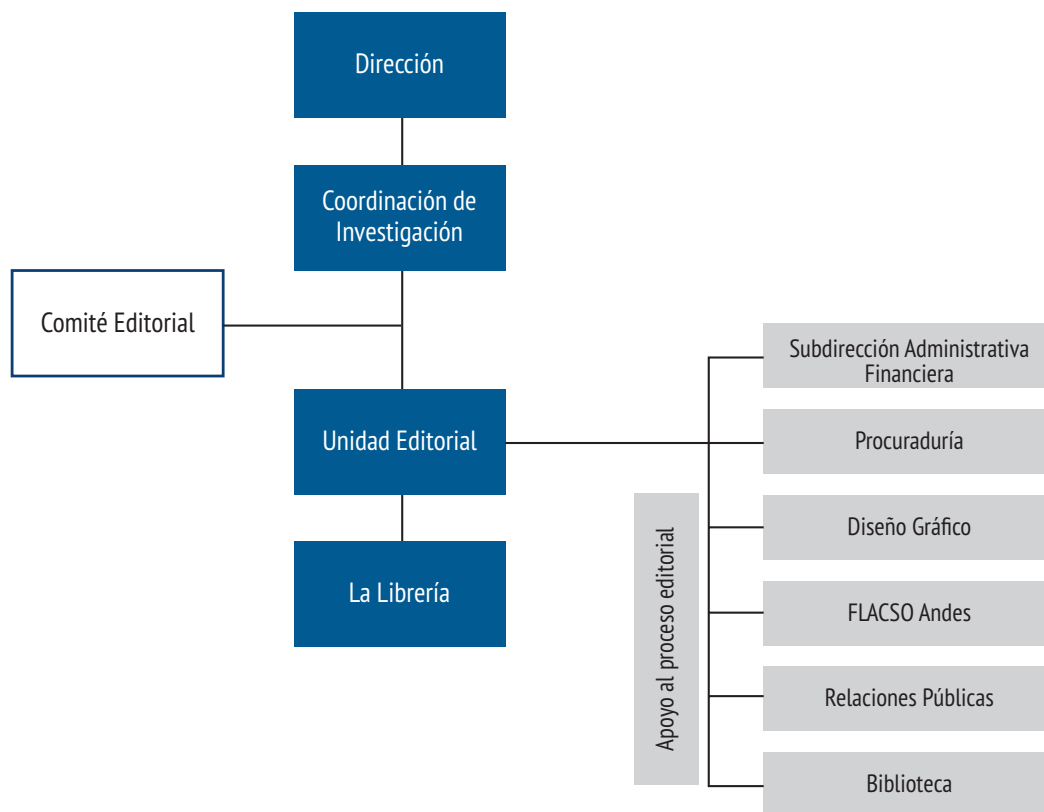 Dirección
Coordinación de
Investigación
Comité Editorial
Unidad Editorial
La Librería
Apoyo al proceso editorial
Subdirección Administrativa
Financiera
Procuraduría
Diseño Gráfico
FLACSO Andes
Relaciones Públicas
Biblioteca